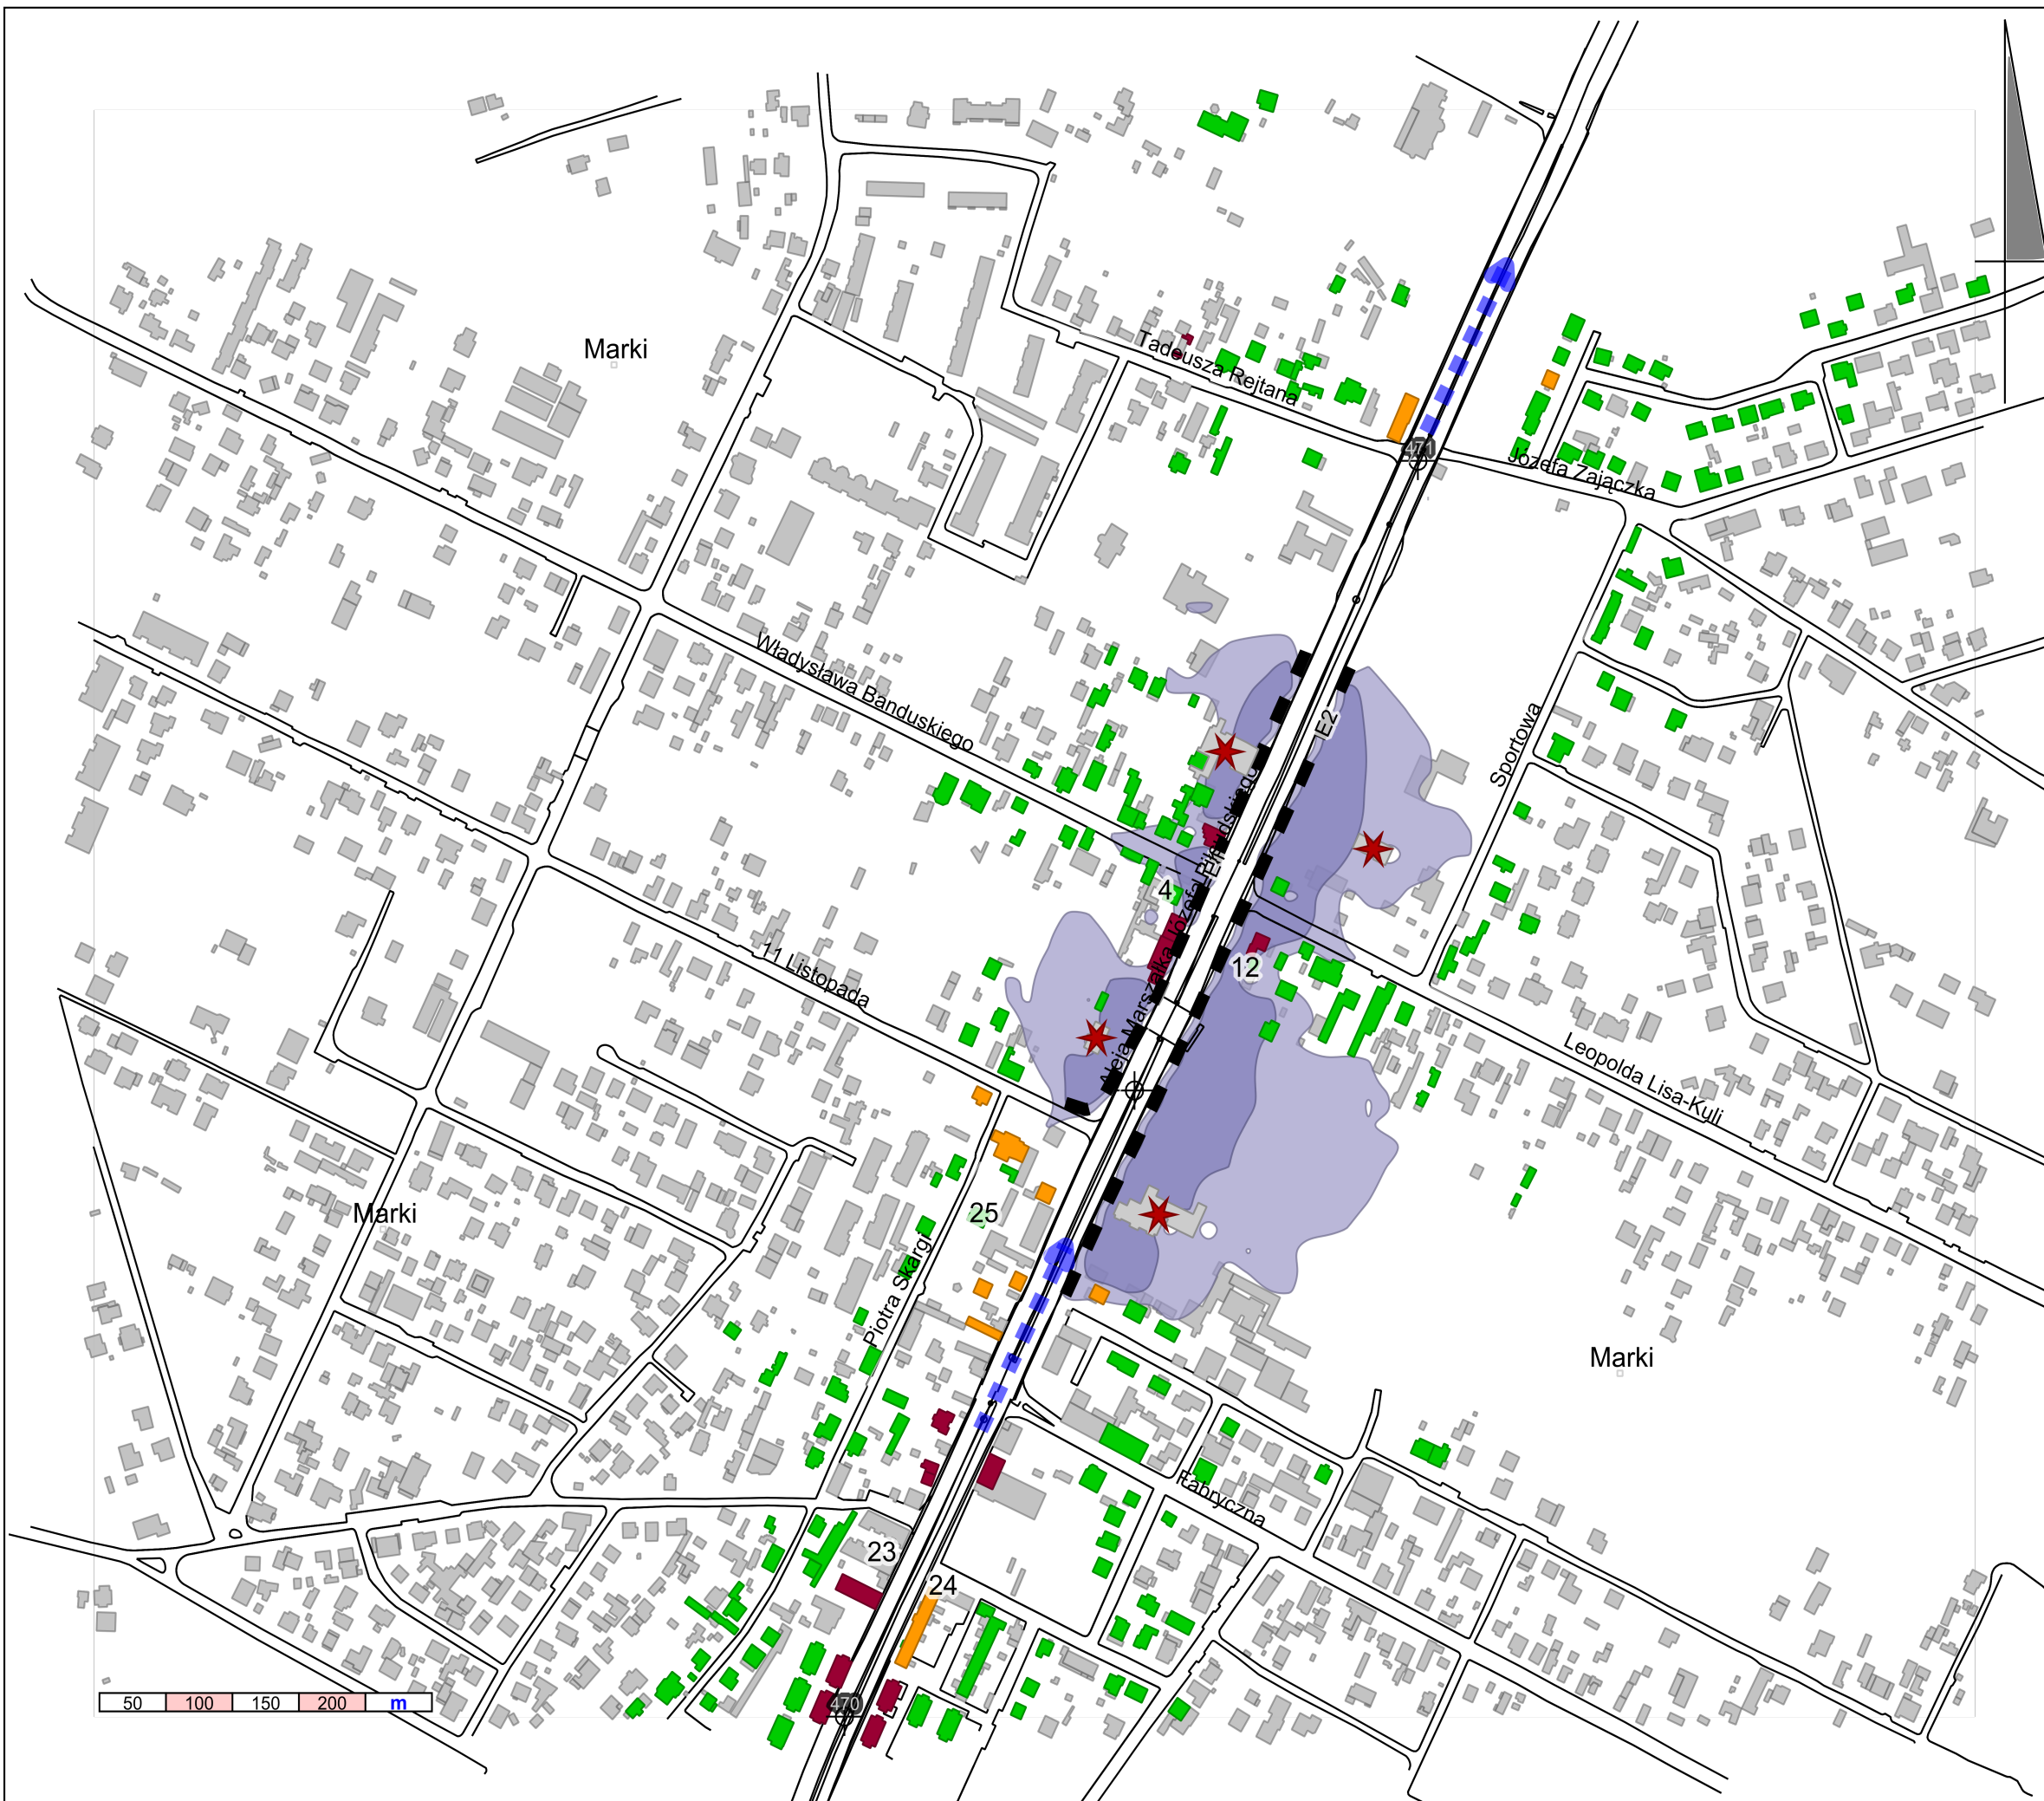 Marki
Tadeusza Rejtana
471
Józefa Zajączka
Władysława Banduskiego
E2
Sportowa
4
Aleja Marszałka Józefa Piłsudskiego
12
11 Listopada
Leopolda Lisa-Kuli
Marki
25
Piotra Skargi
Marki
Fabryczna
23
24
50 100 150 200 m
470